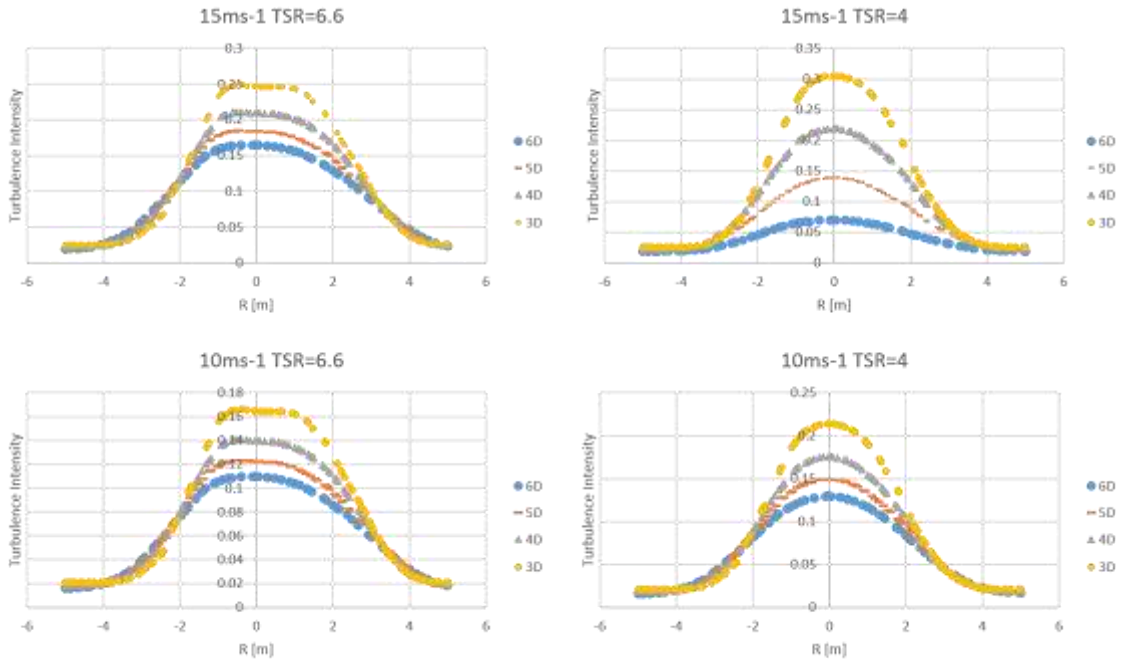 15ms-1 TSR=6.6
0.3
0.25
0.2
0.15
0.1
0.05
0
-6 -4 -2 0 2 4 6
Turbulence Intensity
R [m]
6D
5D
4D
3D
15ms-1 TSR=4
0.35
0.3
0.25
0.2
0.15
0.1
0.05
0
-6 -4 -2 0 2 4 6
Turbulence Intensity
R [m]
6D
5D
4D
3D
10ms-1 TSR=6.6
0.18
0.16
0.14
0.12
0.1
0.08
0.06
0.04
0.02
0
-6 -4 -2 0 2 4 6
Turbulence Intensity
R [m]
6D
5D
4D
3D
10ms-1 TSR=4
0.25
0.2
0.15
0.1
0.05
0
-6 -4 -2 0 2 4 6
Turbulence Intensity
R [m]
6D
5D
4D
3D